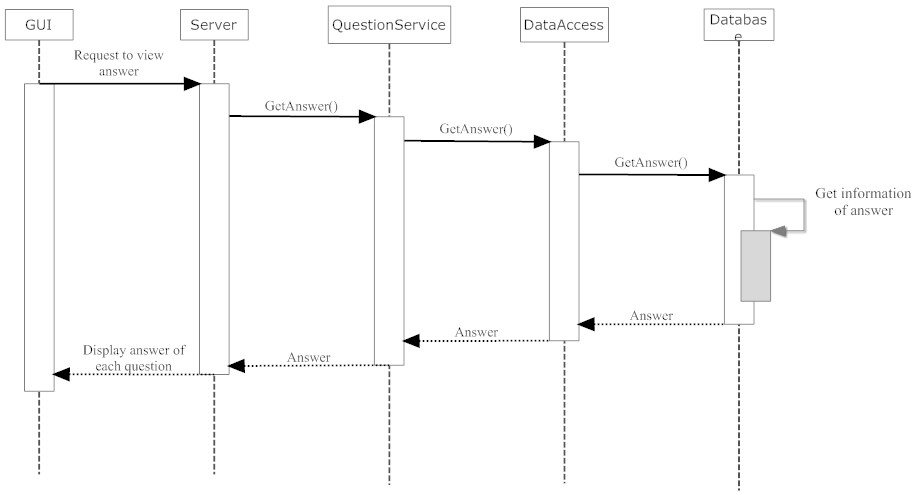 GUI
Server
QuestionService
DataAccess
Databas
e
Request to view
answer
GetAnswer()
GetAnswer()
GetAnswer()
Get information
of answer
Answer
Answer
Answer
Display answer of
each question